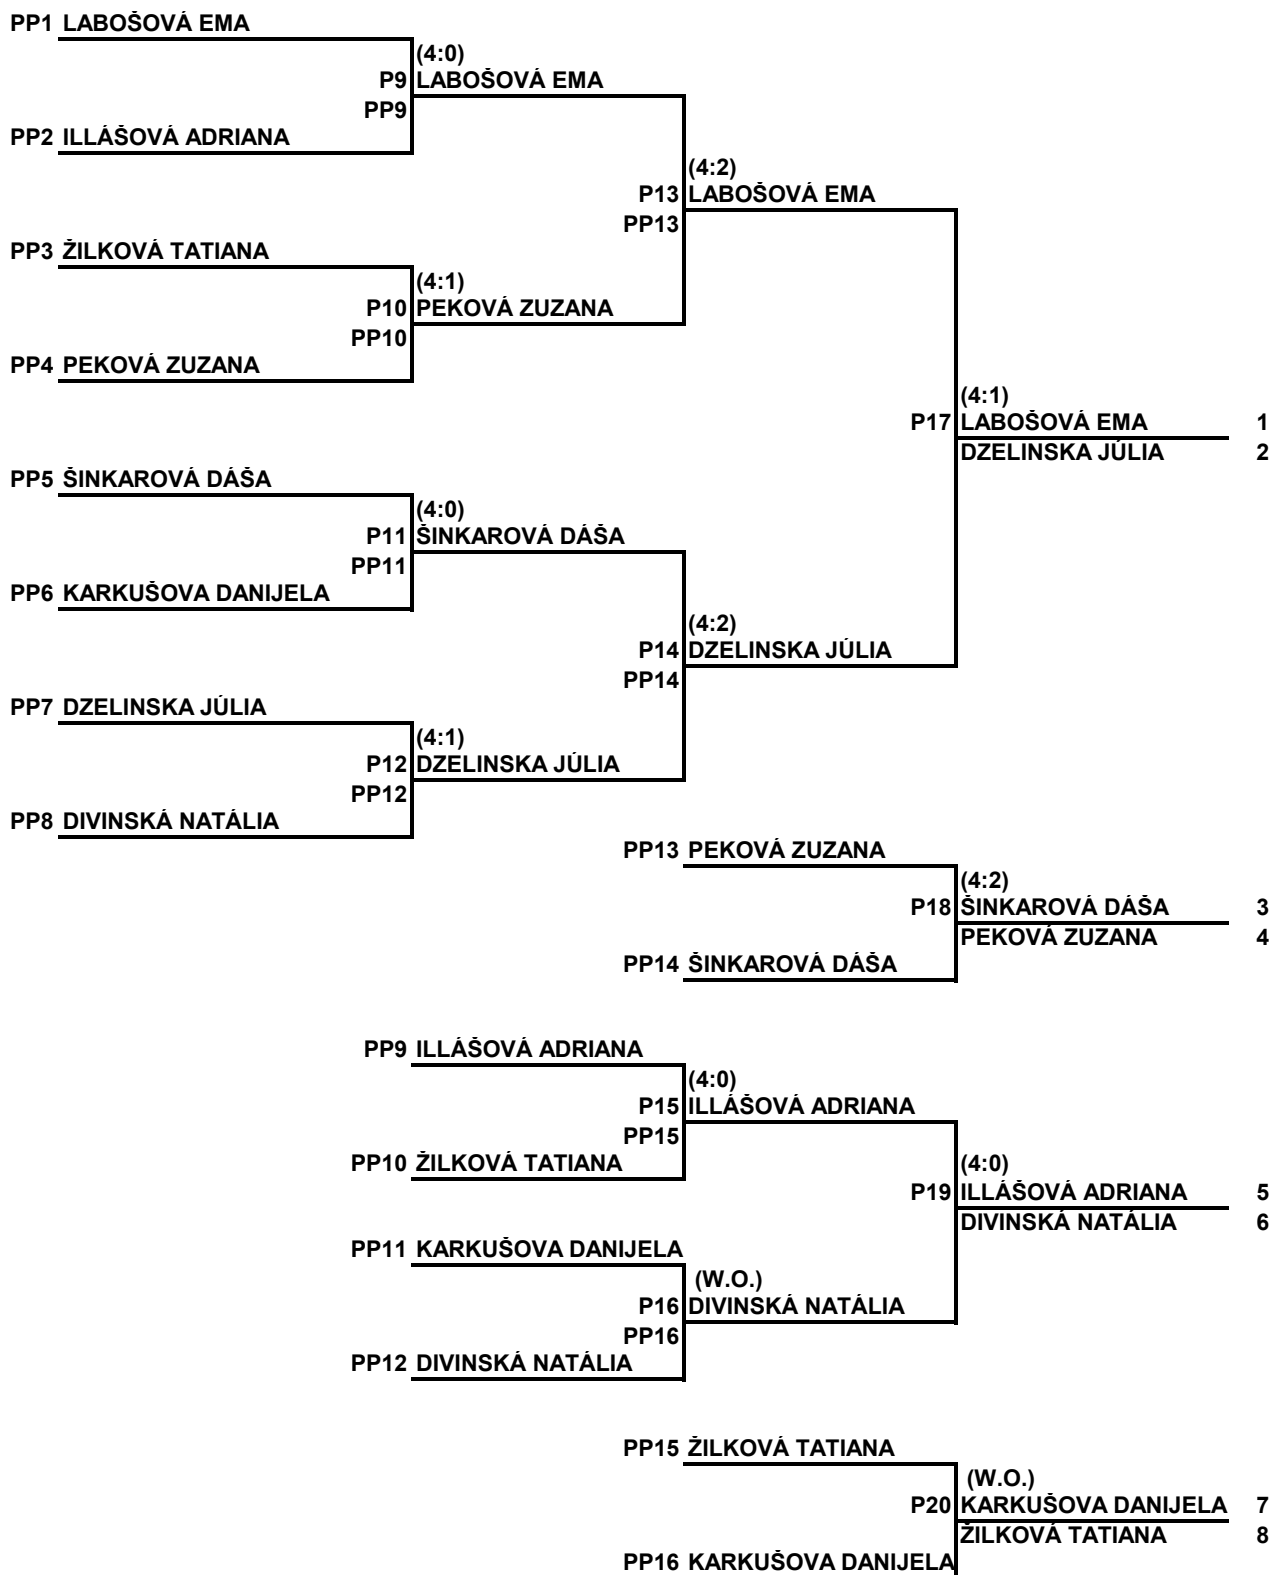 PP1 LABOŠOVÁ EMA
(4:0)
P9 LABOŠOVÁ EMA
PP9
PP2 ILLÁŠOVÁ ADRIANA
(4:2)
P13 LABOŠOVÁ EMA
PP13
PP3 ŽILKOVÁ TATIANA
(4:1)
P10 PEKOVÁ ZUZANA
PP10
PP4 PEKOVÁ ZUZANA
(4:1)
P17 LABOŠOVÁ EMA 1
DZELINSKA JÚLIA 2
PP5 ŠINKAROVÁ DÁŠA
(4:0)
P11 ŠINKAROVÁ DÁŠA
PP11
PP6 KARKUŠOVA DANIJELA
(4:2)
P14 DZELINSKA JÚLIA
PP14
PP7 DZELINSKA JÚLIA
(4:1)
P12 DZELINSKA JÚLIA
PP12
PP8 DIVINSKÁ NATÁLIA
PP13 PEKOVÁ ZUZANA
(4:2)
P18 ŠINKAROVÁ DÁŠA 3
PEKOVÁ ZUZANA 4
PP14 ŠINKAROVÁ DÁŠA
PP9 ILLÁŠOVÁ ADRIANA
(4:0)
P15 ILLÁŠOVÁ ADRIANA
PP15
PP10 ŽILKOVÁ TATIANA
(4:0)
P19 ILLÁŠOVÁ ADRIANA 5
DIVINSKÁ NATÁLIA 6
PP11 KARKUŠOVA DANIJELA
(W.O.)
P16 DIVINSKÁ NATÁLIA
PP16
PP12 DIVINSKÁ NATÁLIA
PP15 ŽILKOVÁ TATIANA
(W.O.)
P20 KARKUŠOVA DANIJELA 7
ŽILKOVÁ TATIANA 8
PP16 KARKUŠOVA DANIJELA